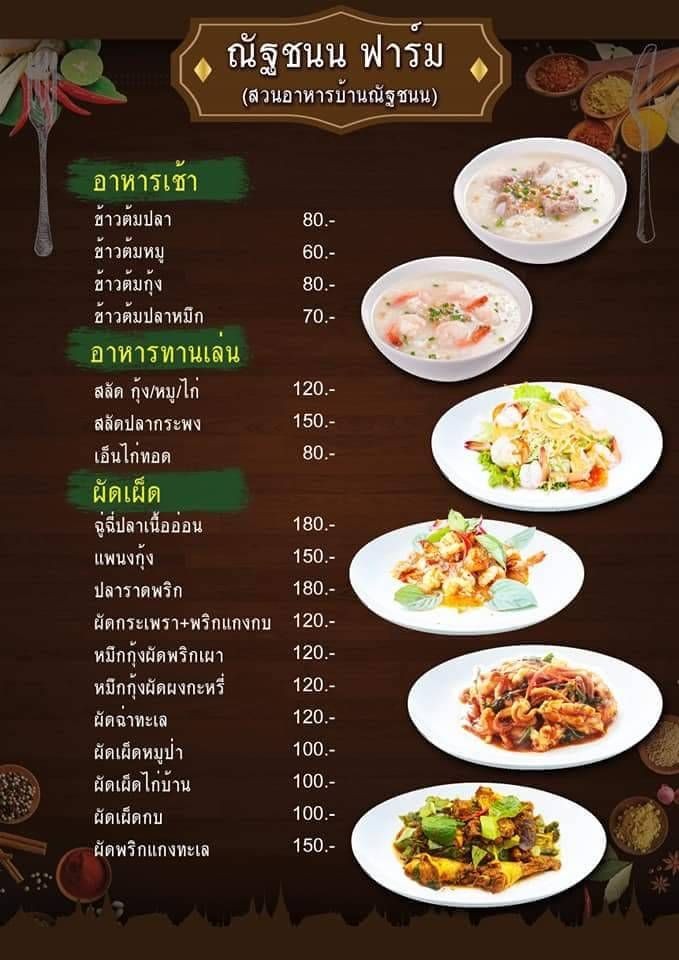 ณัฐชนน ฟาร์ม
(สวนอาหารบ้านณัฐชนน)
อาหารเช้า
ข้าวต้มปลา 80.-
ข้าวต้มหมู 60.-
ข้าวต้มกุ้ง 80.-
ข้าวต้มปลาหมึก 70.-
อาหารทานเล่น
สลัด กุ้ง/หมู/ไก่ 120.-
สลัดปลากระพง 150.-
เอ็นไก่ทอด 80.-
ผัดเผ็ด
ฉู่ฉี่ปลาเนื้ออ่อน 180.-
แพนงกุ้ง 150.-
ปลาราดพริก 180.-
ผัดกระเพรา+พริกแกงกบ 120.-
หมึกกุ้งผัดพริกเผา 120.-
หมึกกุ้งผัดผงกะหรี่ 120.-
ผัดฉ่าทะเล 120.-
ผัดเผ็ดหมูป่า 100.-
ผัดเผ็ดไก่บ้าน 100.-
ผัดเผ็ดกบ 100.-
ผัดพริกแกงทะเล 150.-